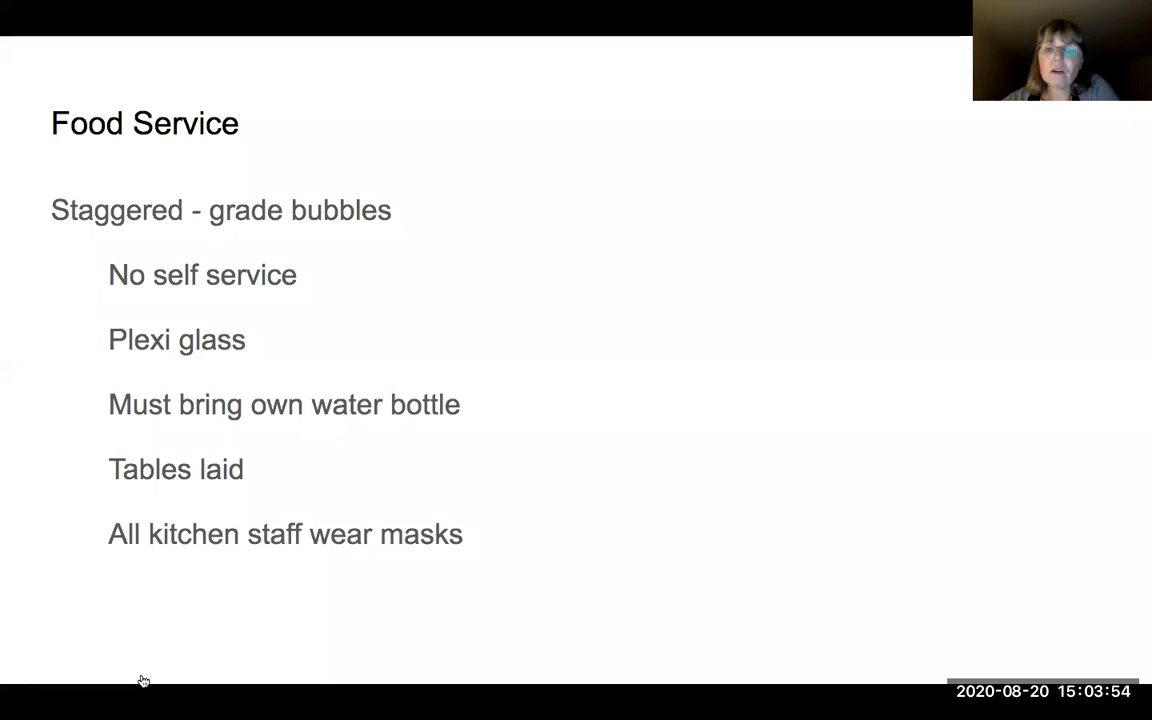 Food Service
Staggered - grade bubbles
No self service
Plexi glass
Must bring own water bottle
Tables laid
All kitchen staff wear masks
2020-08-20 15:03:54